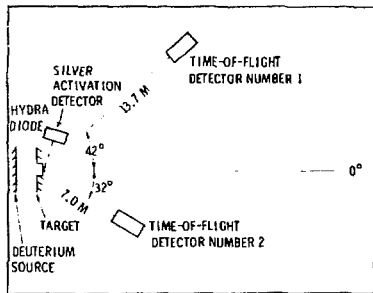 TIME-OF-FLIGHT
DETECTOR NUMBER 1
SILVER
ACTIVATION
DETECTOR
13.7 M
HYDRA
DIODE
42°
0°
32°
7.0 M
TARGET
TIME-OF-FLIGHT
DETECTOR NUMBER 2
DEUTERIUM
SOURCE